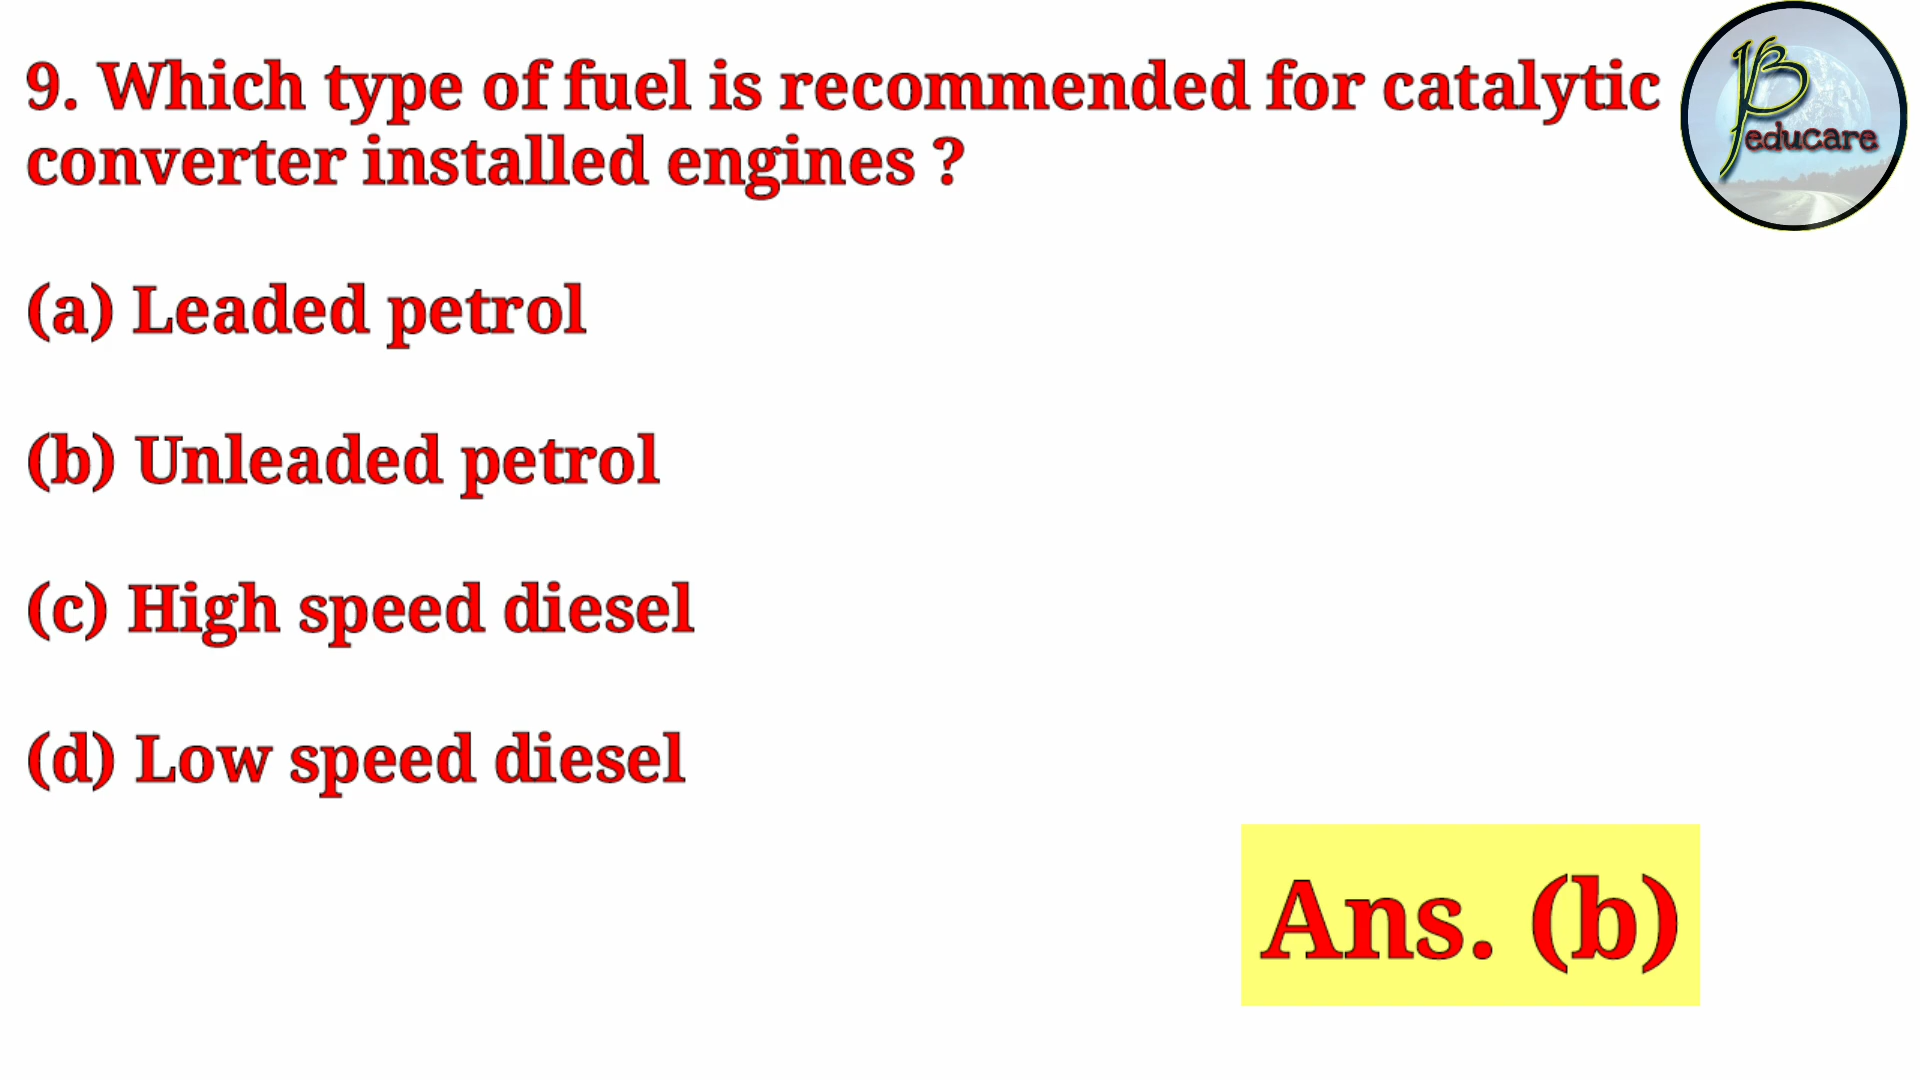 9. Which type of fuel is recommended for catalytic
converter installed engines ?
(a) Leaded petrol
(b) Unleaded petrol
(c) High speed diesel
(d) Low speed diesel
Ans. (b)
educare